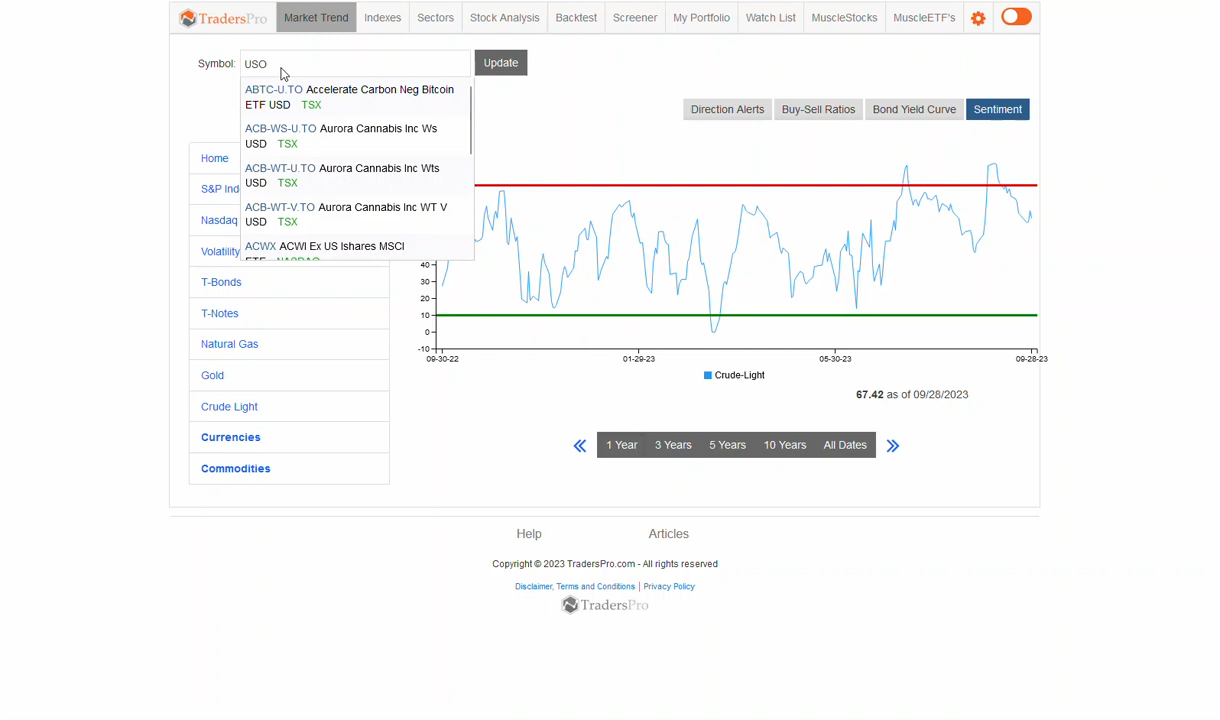 TradersPro
Market Trend
Indexes
Sectors
Stock Analysis
Backtest
Screener
My Portfolio
Watch List
MuscleStocks
MuscleETF's
Symbol:
USO
Update
ABTC-U.TO Accelerate Carbon Neg Bitcoin
ETF USD TSX
ACB-WS-U.TO Aurora Cannabis Inc Ws
USD TSX
ACB-WT-U.TO Aurora Cannabis Inc Wts
USD TSX
ACB-WT-V.TO Aurora Cannabis Inc WT V
USD TSX
ACWX ACWI Ex US Ishares MSCI
ETF NASDAQ
Direction Alerts
Buy-Sell Ratios
Bond Yield Curve
Sentiment
Home
S&P Ind
Nasdaq
Volatility
T-Bonds
T-Notes
Natural Gas
Gold
Crude Light
Currencies
Commodities
40
30
20
10
0
-10
09-30-22
01-29-23
05-30-23
09-28-23
Crude-Light
67.42 as of 09/28/2023
1 Year
3 Years
5 Years
10 Years
All Dates
Help
Articles
Copyright © 2023 TradersPro.com - All rights reserved
Disclaimer, Terms and Conditions | Privacy Policy
TradersPro